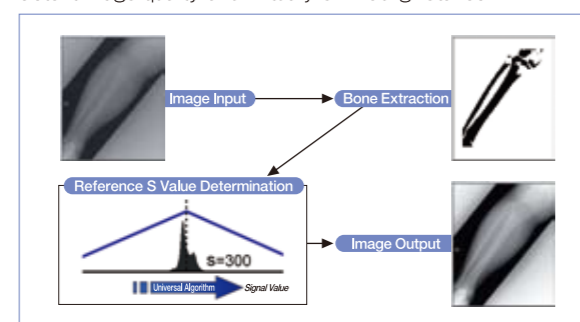 Image Input
Bone Extraction
Reference S Value Determination
s=300
Universal Algorithm
Signal Value
Image Output